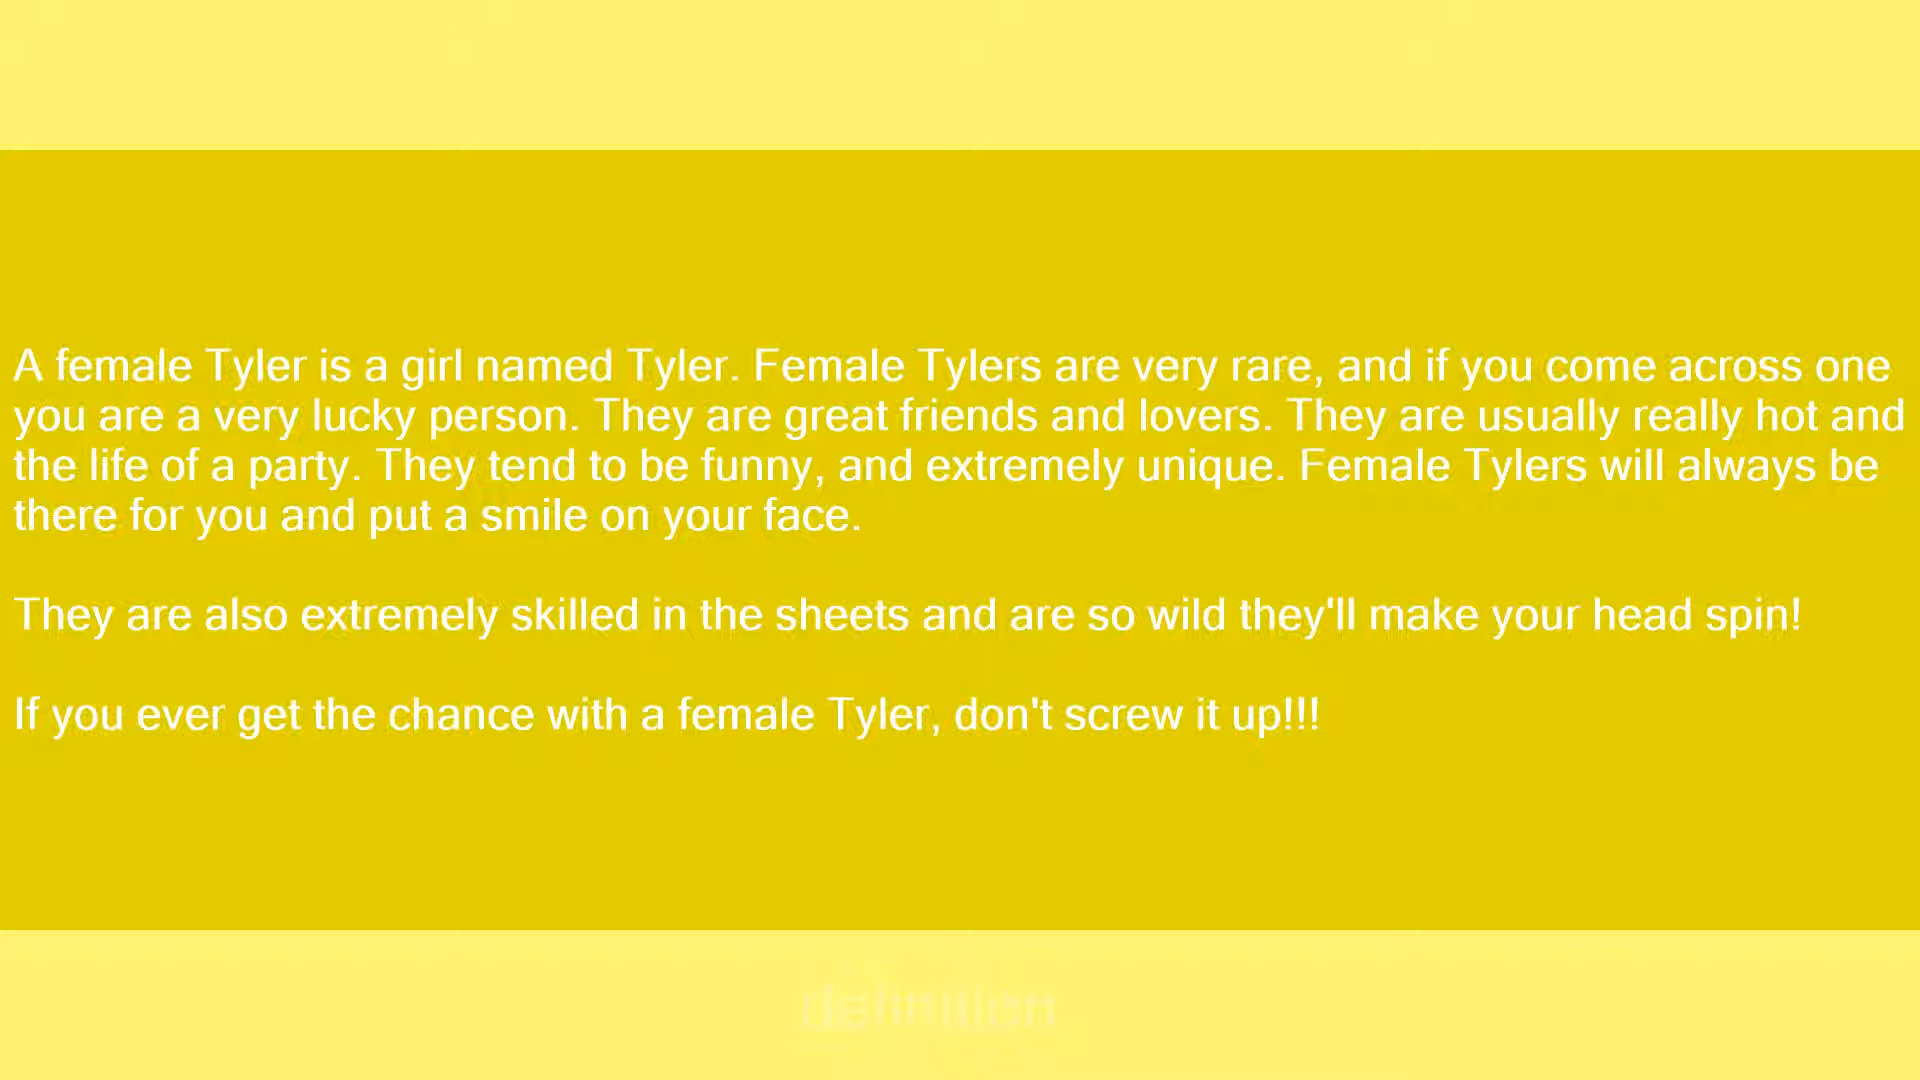 A female Tyler is a girl named Tyler. Female Tylers are very rare, and if you come across one
you are a very lucky person. They are great friends and lovers. They are usually really hot and
the life of a party. They tend to be funny, and extremely unique. Female Tylers will always be
there for you and put a smile on your face.
They are also extremely skilled in the sheets and are so wild they'll make your head spin!
If you ever get the chance with a female Tyler, don't screw it up!!!
definition